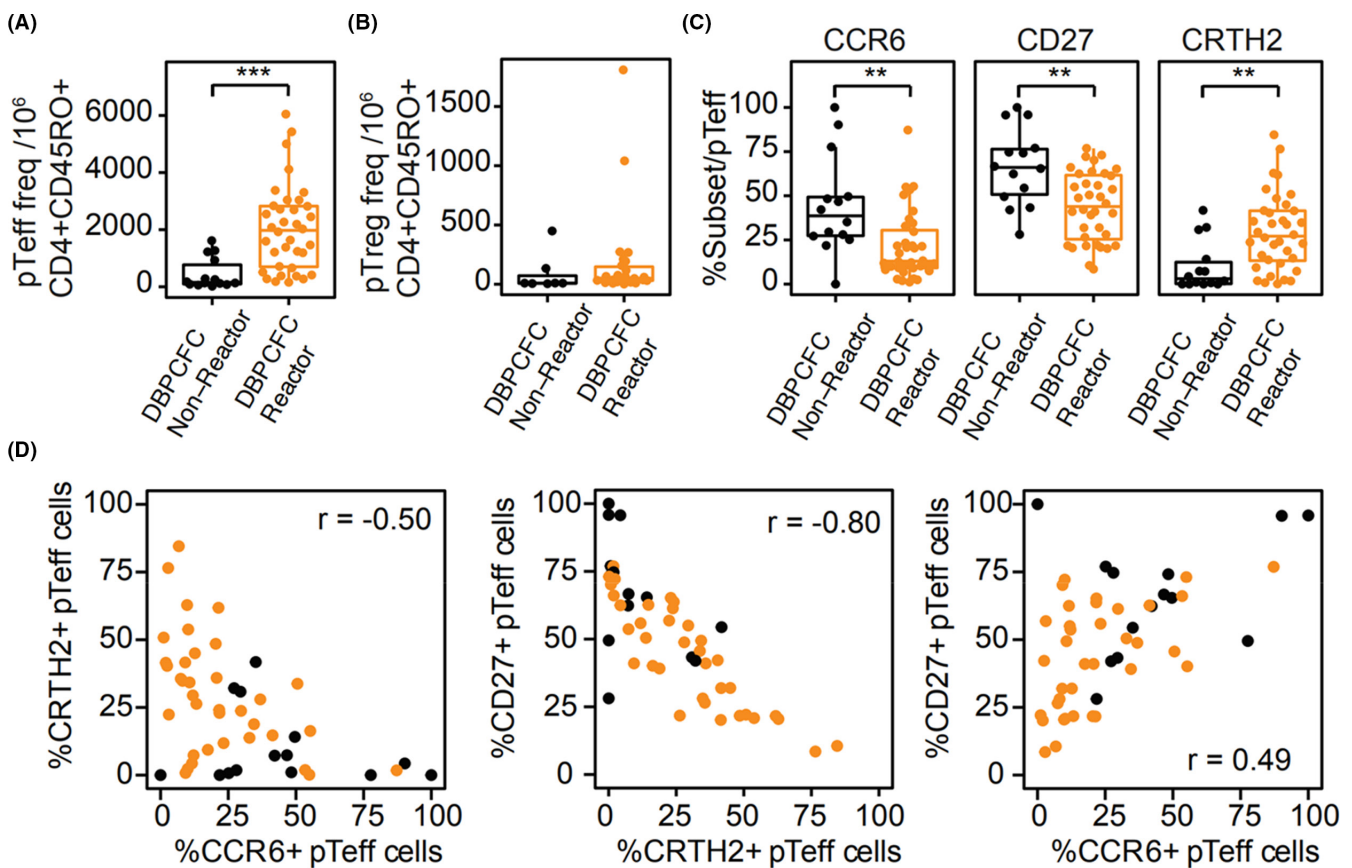 (A)
pTeff freq /10⁶
CD4+CD45RO+
6000
4000
2000
0
***
DBPCFC
Non–Reactor
DBPCFC
Reactor
(B)
pTreg freq /10⁶
CD4+CD45RO+
1500
1000
500
0
DBPCFC
Non–Reactor
DBPCFC
Reactor
(C)
%Subset/pTeff
100
75
50
25
0
CCR6
**
DBPCFC
Non–Reactor
DBPCFC
Reactor
CD27
**
DBPCFC
Non–Reactor
DBPCFC
Reactor
CRTH2
**
DBPCFC
Non–Reactor
DBPCFC
Reactor
(D)
%CRTH2+ pTeff cells
100
75
50
25
0
r = -0.50
0 25 50 75 100
%CCR6+ pTeff cells
%CD27+ pTeff cells
100
75
50
25
0
r = -0.80
0 25 50 75 100
%CRTH2+ pTeff cells
%CD27+ pTeff cells
100
75
50
25
0
r = 0.49
0 25 50 75 100
%CCR6+ pTeff cells